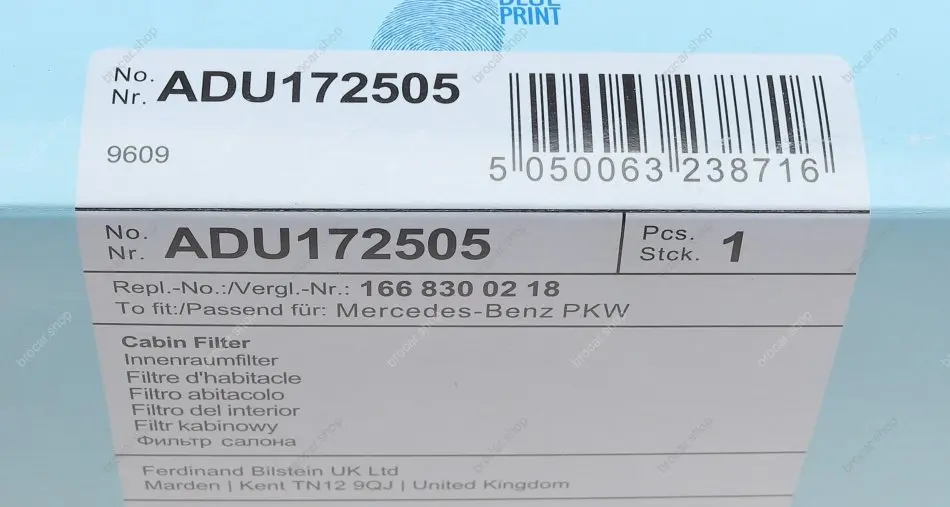 BLUE
PRINT
No.
Nr. ADU172505
9609
5 050063 238716
No.
Nr. ADU172505
Pcs.
Stck. 1
Repl.-No.:/Vergl.-Nr.: 166 830 02 18
To fit:/Passend für: Mercedes-Benz PKW
Cabin Filter
Innenraumfilter
Filtre d'habitacle
Filtro abitacolo
Filtro del interior
Filtr kabinowy
Фильтр салона
Ferdinand Bilstein UK Ltd
Marden | Kent TN12 9QJ | United Kingdom
brocar.shop